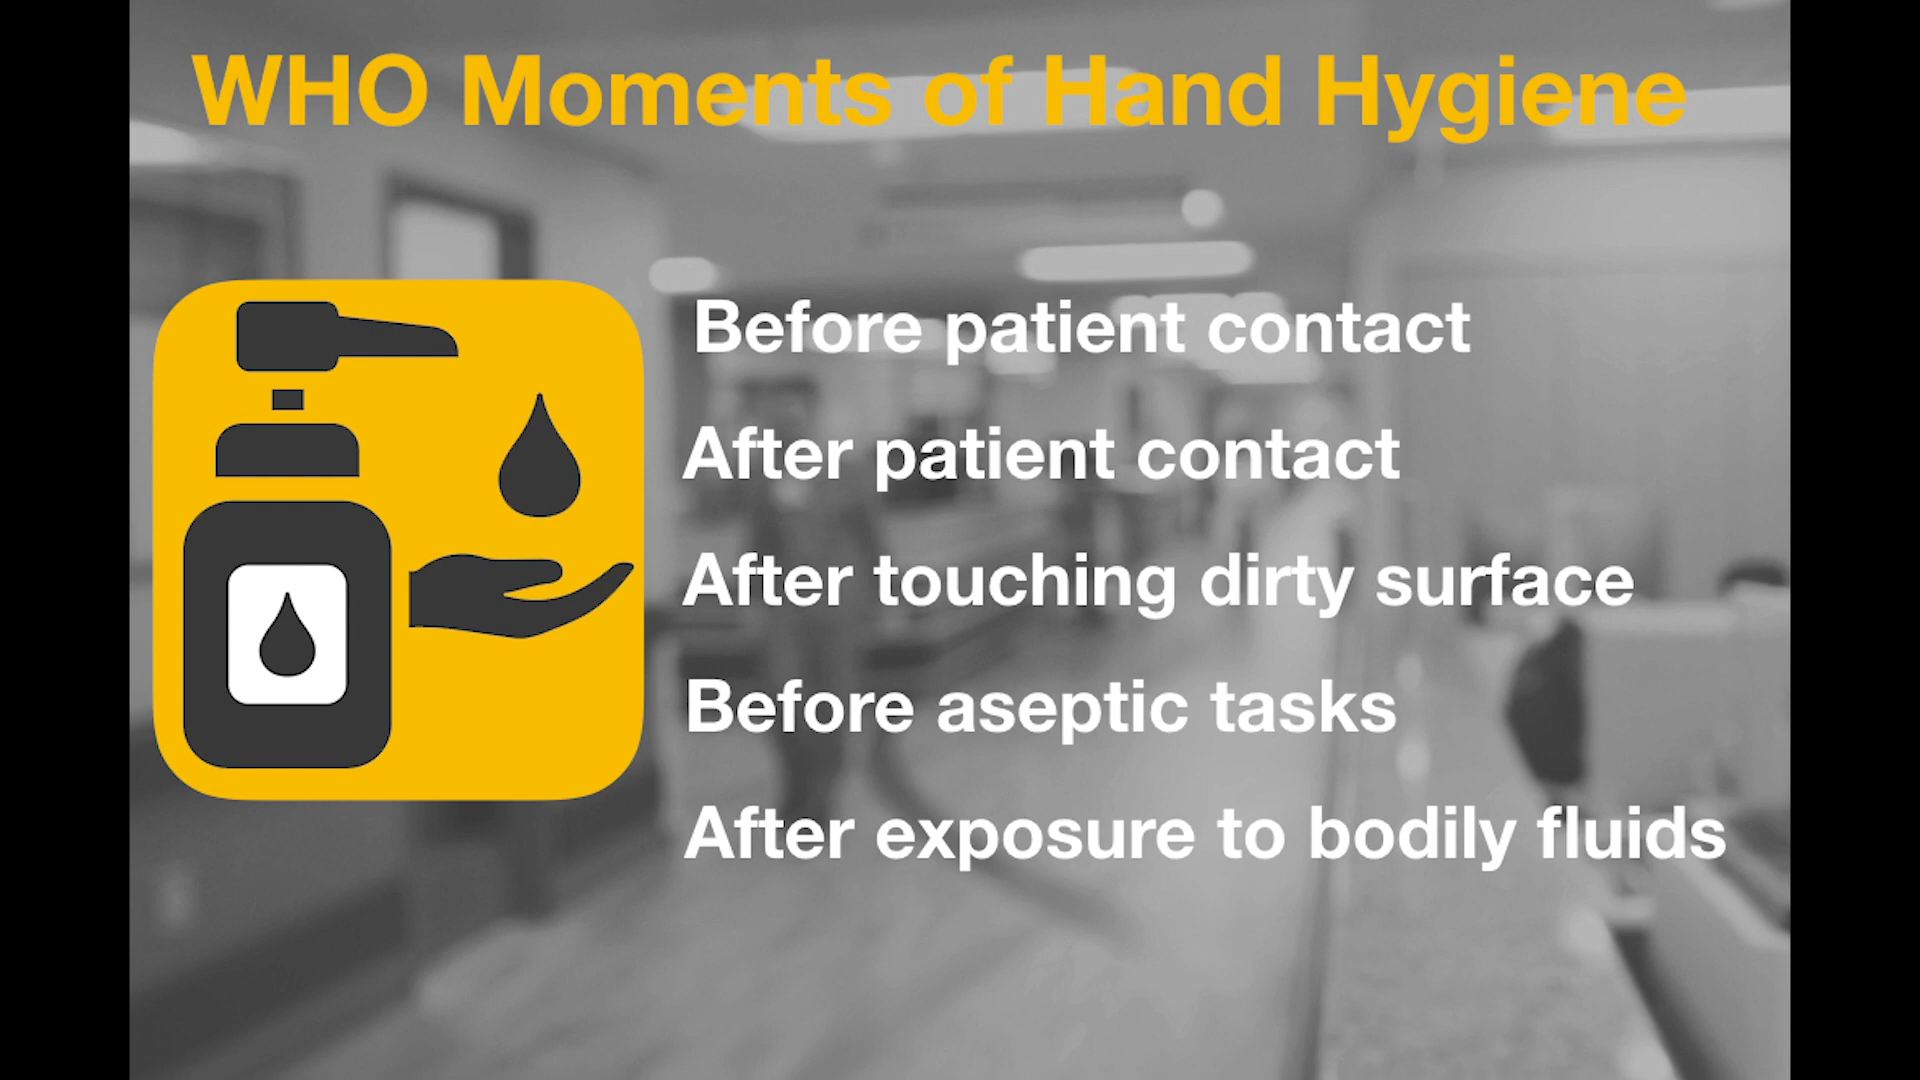 WHO Moments of Hand Hygiene
Before patient contact
After patient contact
After touching dirty surface
Before aseptic tasks
After exposure to bodily fluids